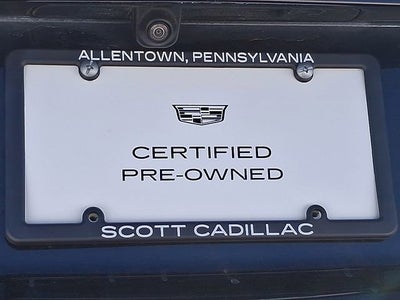 ALLENTOWN, PENNSYLVANIA
CERTIFIED
PRE-OWNED
SCOTT CADILLAC